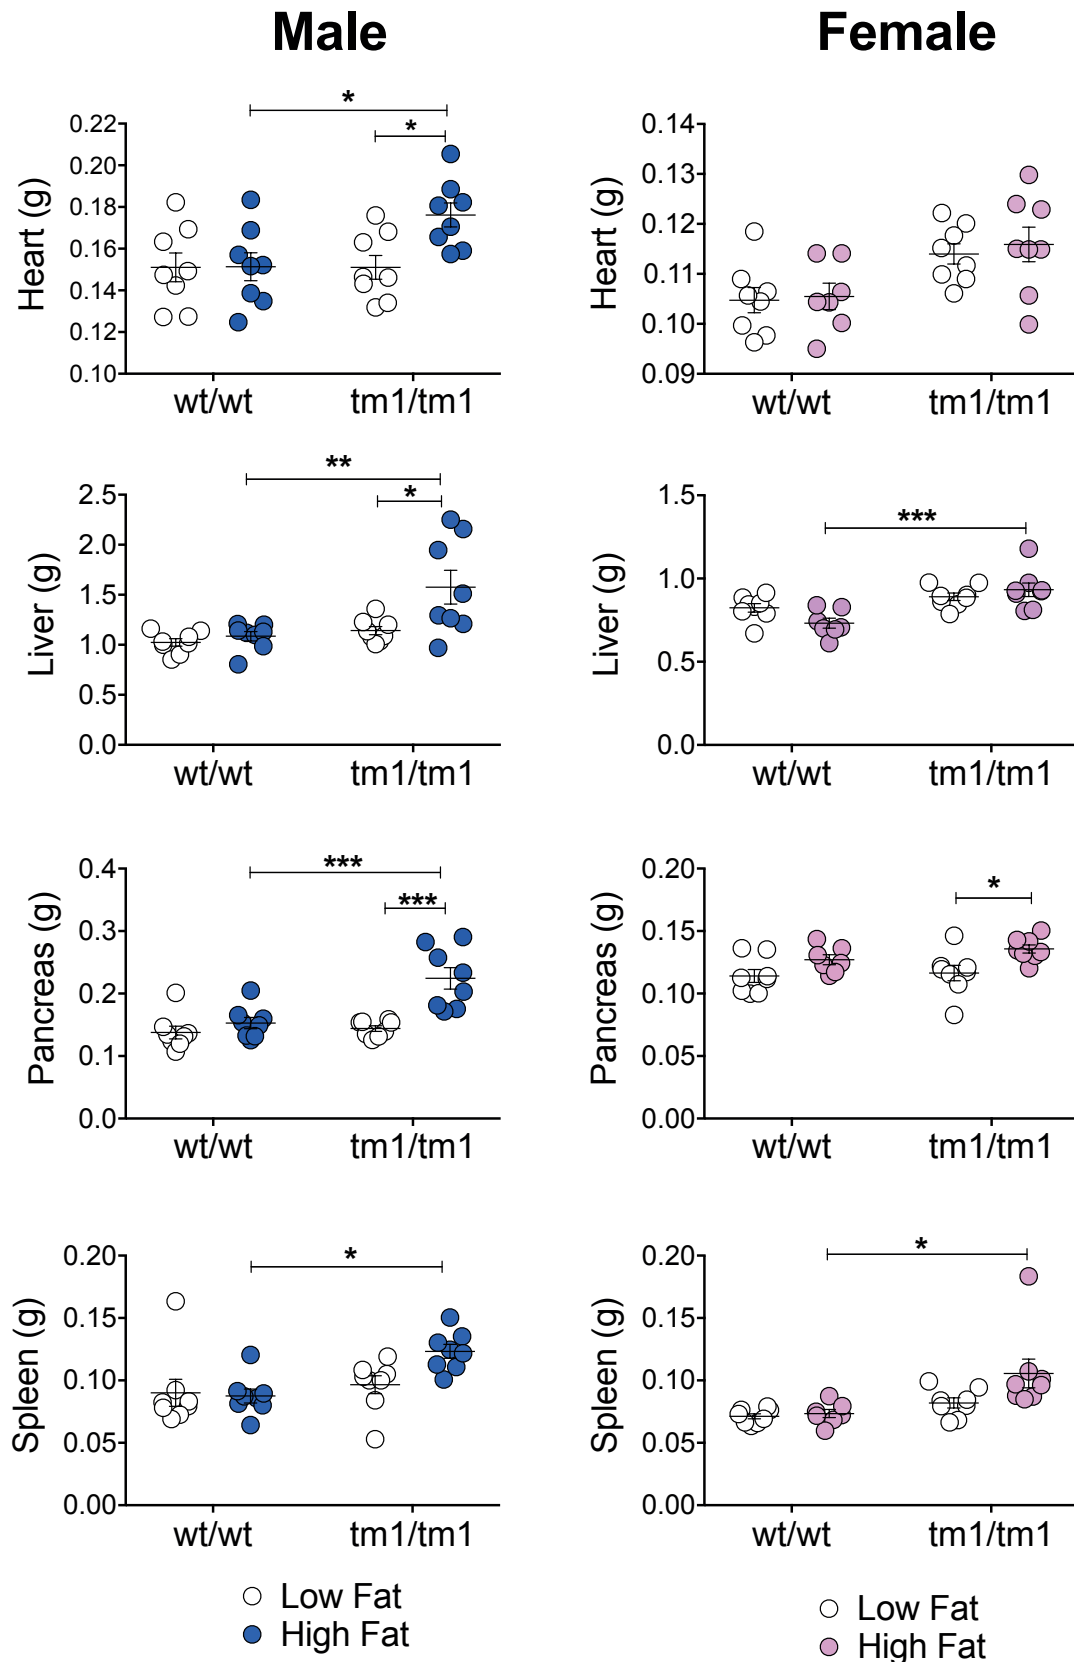 Male Female
* *
0.22
0.20
0.18
0.16
0.14
0.12
0.10
Heart (g)
wt/wt tm1/tm1
0.14
0.13
0.12
0.11
0.10
0.09
Heart (g)
wt/wt tm1/tm1
** *
2.5
2.0
1.5
1.0
0.5
0.0
Liver (g)
wt/wt tm1/tm1
***
1.5
1.0
0.5
0.0
Liver (g)
wt/wt tm1/tm1
*** ***
0.4
0.3
0.2
0.1
0.0
Pancreas (g)
wt/wt tm1/tm1
*
0.20
0.15
0.10
0.05
0.00
Pancreas (g)
wt/wt tm1/tm1
*
0.20
0.15
0.10
0.05
0.00
Spleen (g)
wt/wt tm1/tm1
*
0.20
0.15
0.10
0.05
0.00
Spleen (g)
wt/wt tm1/tm1
Low Fat
High Fat
Low Fat
High Fat